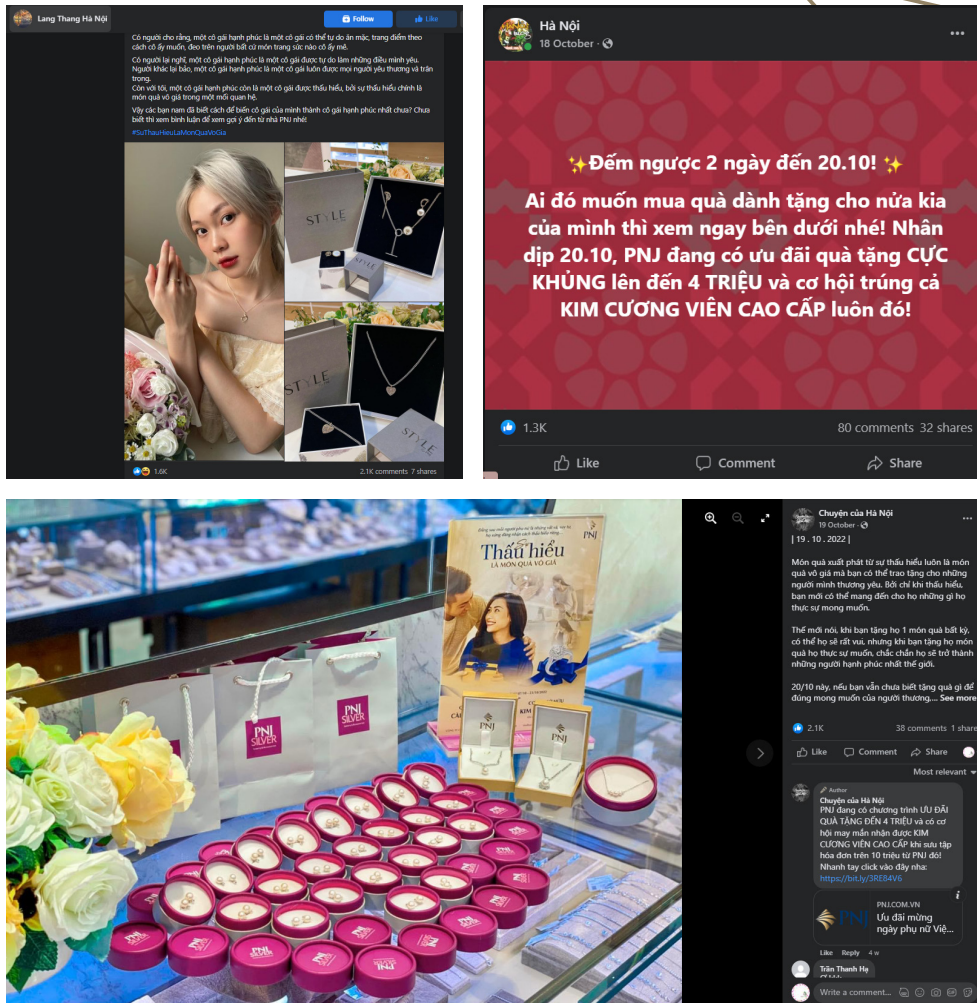 Lang Thang Hà Nội
Follow
Like
Có người cho rằng, một cô gái hạnh phúc là một cô gái có thể tự do ăn mặc, trang điểm theo
cách cô ấy muốn, đeo trên người bất cứ món trang sức nào cô ấy mê.
Có người lại nghĩ, một cô gái hạnh phúc là một cô gái được tự do làm những điều mình yêu.
Người khác lại bảo, một cô gái hạnh phúc là một cô gái luôn được mọi người yêu thương và trân
trọng.
Còn với tôi, một cô gái hạnh phúc còn là một cô gái được thấu hiểu, bởi sự thấu hiểu chính là
món quà vô giá trong một mối quan hệ.
Vậy các bạn nam đã biết cách để biến cô gái của mình thành cô gái hạnh phúc nhất chưa? Chưa
biết thì xem bình luận để xem gợi ý đến từ nhà PNJ nhé!
#SuThauHieuLaMonQuaVoGia
STYLE
STYLE
STYLE
1.6K
2.1K comments 7 shares
Hà Nội
18 October
✨Đếm ngược 2 ngày đến 20.10! ✨
Ai đó muốn mua quà dành tặng cho nửa kia
của mình thì xem ngay bên dưới nhé! Nhân
dịp 20.10, PNJ đang có ưu đãi quà tặng CỰC
KHỦNG lên đến 4 TRIỆU và cơ hội trúng cả
KIM CƯƠNG VIÊN CAO CẤP luôn đó!
1.3K
80 comments 32 shares
Like
Comment
Share
PNJ
Sự
Thấu hiểu
LÀ MÓN QUÀ VÔ GIÁ
PNJ
SILVER
PNJ
SILVER
PNJ
SILVER
PNJ
PNJ
Chuyện của Hà Nội
19 October
| 19 . 10 . 2022 |
Món quà xuất phát từ sự thấu hiểu luôn là món
quà vô giá mà bạn có thể trao tặng cho những
người mình thương yêu. Bởi chỉ khi thấu hiểu,
bạn mới có thể mang đến cho họ những gì họ
thực sự mong muốn.
Thế mới nói, khi bạn tặng họ 1 món quà bất kỳ,
có thể họ sẽ rất vui, nhưng khi bạn tặng họ món
quà họ thực sự muốn, chắc chắn họ sẽ trở thành
những người hạnh phúc nhất thế giới.
20/10 này, nếu bạn vẫn chưa biết tặng quà gì để
đúng mong muốn của người thương,... See more
2.1K
38 comments 1 share
Like
Comment
Share
Most relevant
Author
Chuyện của Hà Nội
PNJ đang có chương trình ƯU ĐÃI
QUÀ TẶNG ĐẾN 4 TRIỆU và có cơ
hội may mắn nhận được KIM
CƯƠNG VIÊN CAO CẤP khi sưu tập
hóa đơn trên 10 triệu từ PNJ đó!
Nhanh tay click vào đây nha:
https://bit.ly/3RE84V6
PNJ
PNJ.COM.VN
Ưu đãi mừng
ngày phụ nữ Việ...
Like Reply 4 w
Trần Thanh Hạ
Write a comment...